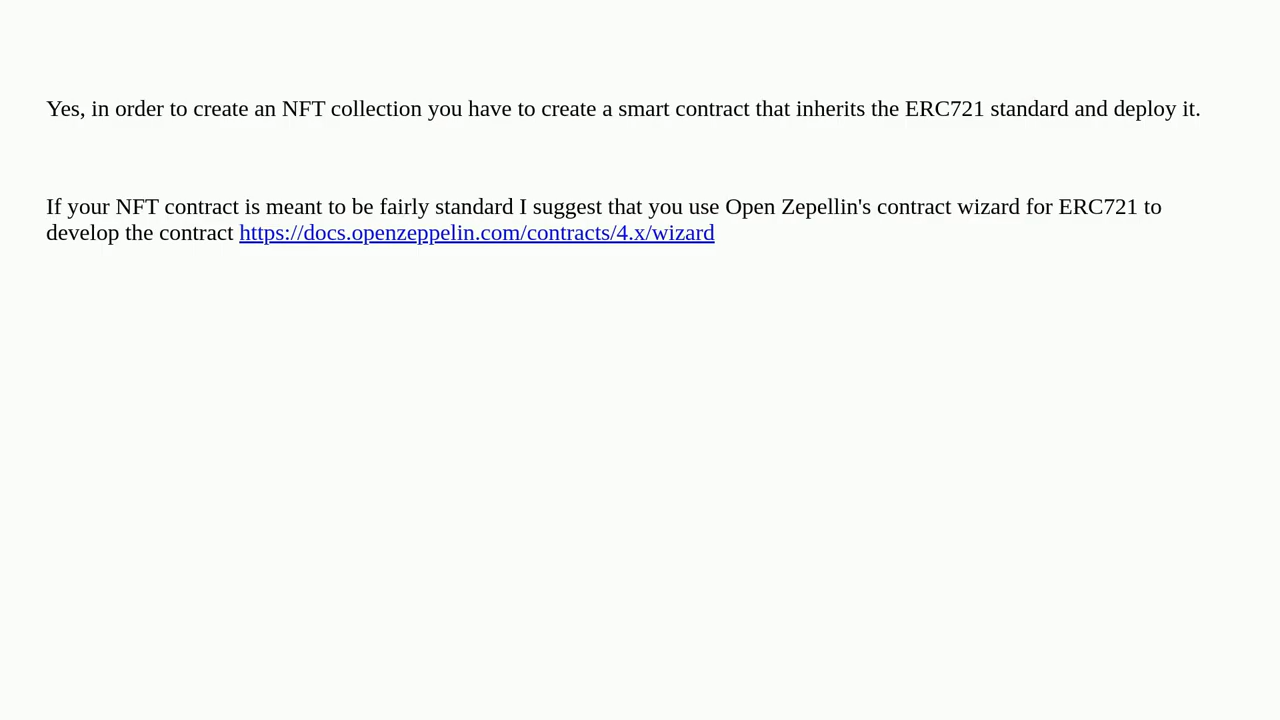 Yes, in order to create an NFT collection you have to create a smart contract that inherits the ERC721 standard and deploy it.
If your NFT contract is meant to be fairly standard I suggest that you use Open Zepellin's contract wizard for ERC721 to
develop the contract https://docs.openzeppelin.com/contracts/4.x/wizard